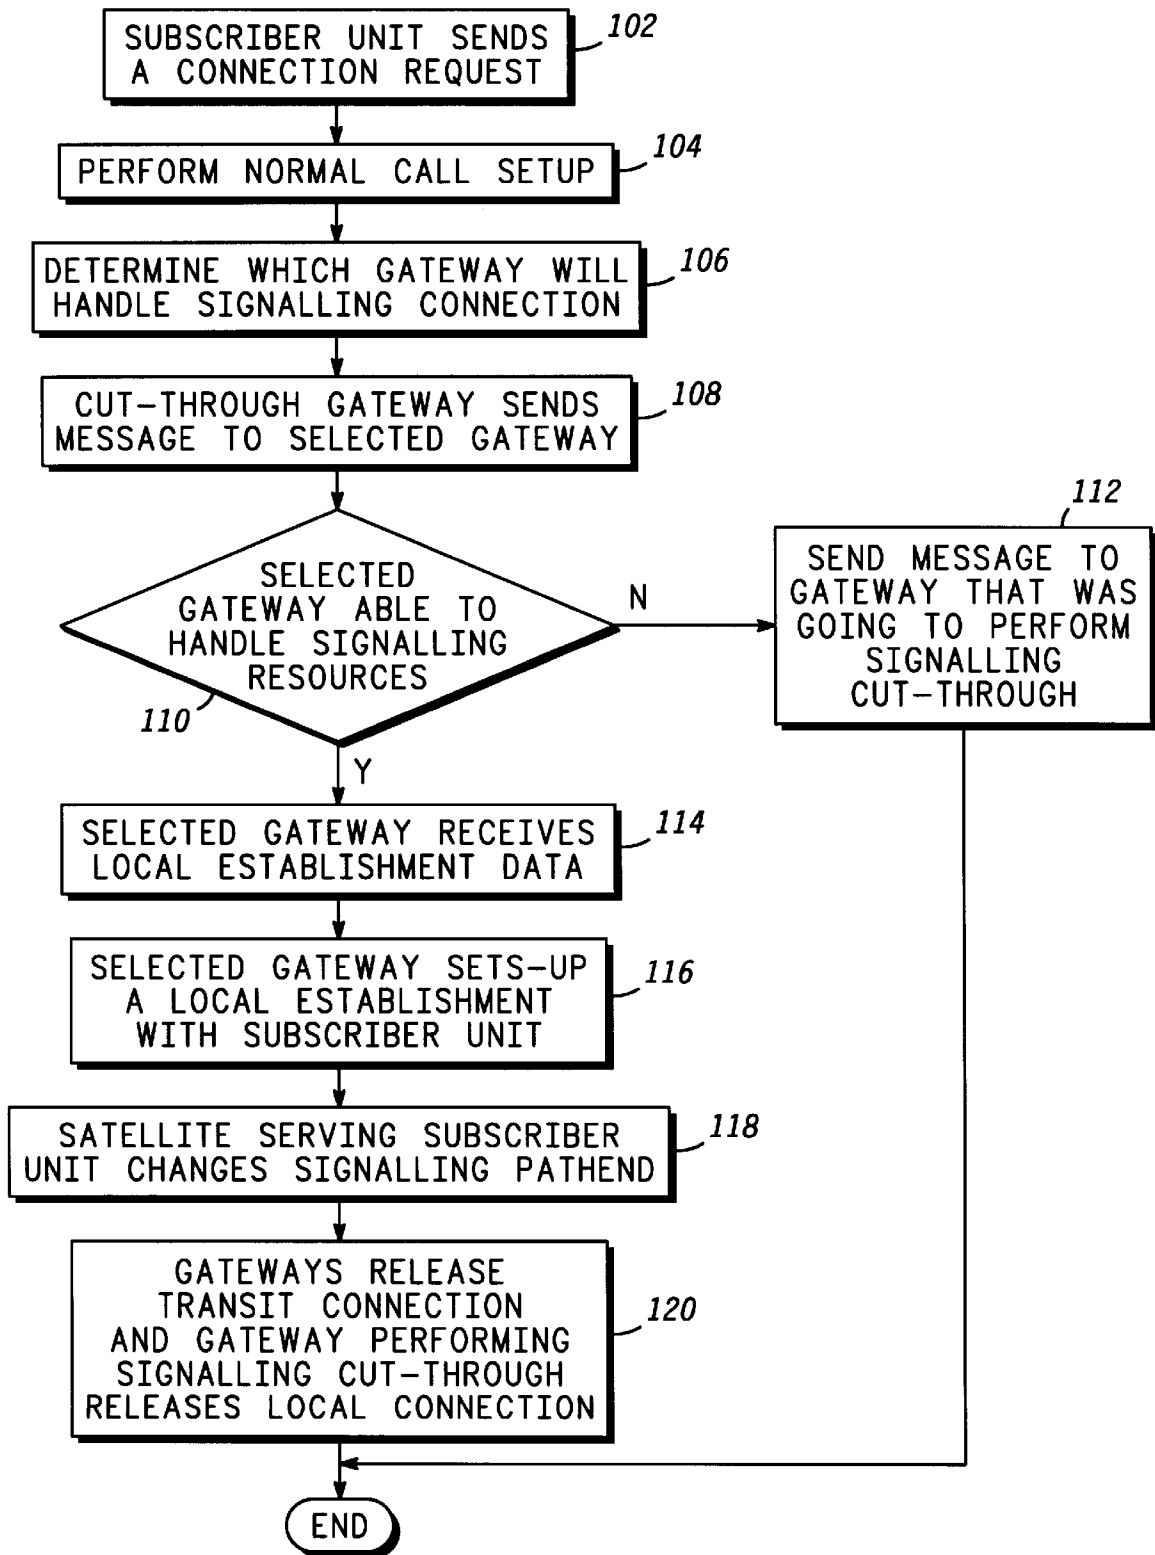 SUBSCRIBER UNIT SENDS
A CONNECTION REQUEST
102
PERFORM NORMAL CALL SETUP
104
DETERMINE WHICH GATEWAY WILL
HANDLE SIGNALLING CONNECTION
106
CUT-THROUGH GATEWAY SENDS
MESSAGE TO SELECTED GATEWAY
108
SELECTED
GATEWAY ABLE TO
HANDLE SIGNALLING
RESOURCES
110
N
112
SEND MESSAGE TO
GATEWAY THAT WAS
GOING TO PERFORM
SIGNALLING
CUT-THROUGH
Y
SELECTED GATEWAY RECEIVES
LOCAL ESTABLISHMENT DATA
114
SELECTED GATEWAY SETS-UP
A LOCAL ESTABLISHMENT
WITH SUBSCRIBER UNIT
116
SATELLITE SERVING SUBSCRIBER
UNIT CHANGES SIGNALLING PATHEND
118
GATEWAYS RELEASE
TRANSIT CONNECTION
AND GATEWAY PERFORMING
SIGNALLING CUT-THROUGH
RELEASES LOCAL CONNECTION
120
END